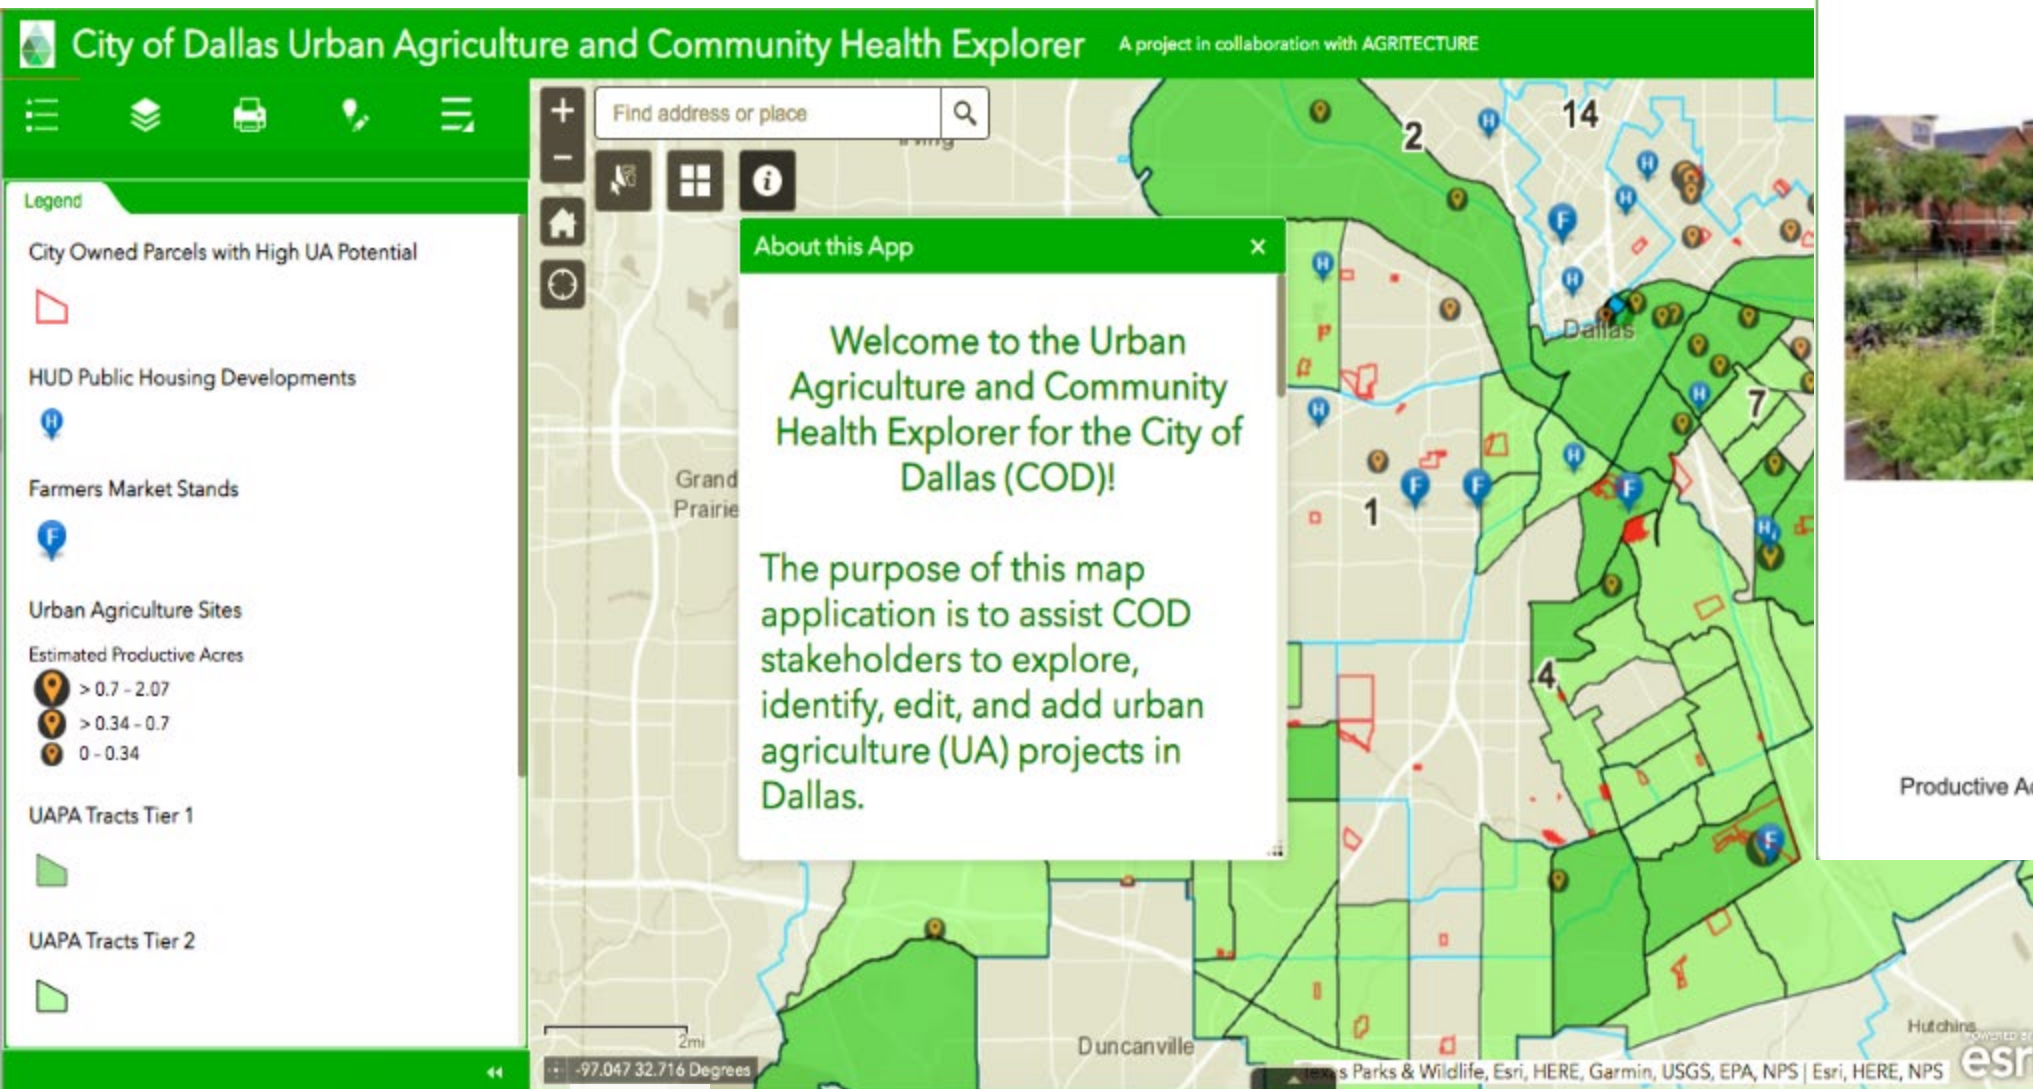 City of Dallas Urban Agriculture and Community Health Explorer
A project in collaboration with AGRITECTURE
Legend
City Owned Parcels with High UA Potential
HUD Public Housing Developments
H
Farmers Market Stands
F
Urban Agriculture Sites
Estimated Productive Acres
> 0.7 - 2.07
> 0.34 - 0.7
0 - 0.34
UAPA Tracts Tier 1
UAPA Tracts Tier 2
Find address or place
About this App
Welcome to the Urban
Agriculture and Community
Health Explorer for the City of
Dallas (COD)!
The purpose of this map
application is to assist COD
stakeholders to explore,
identify, edit, and add urban
agriculture (UA) projects in
Dallas.
2
14
Dallas
7
1
4
Grand
Prairie
Duncanville
Hutchins
2mi
-97.047 32.716 Degrees
Parks & Wildlife, Esri, HERE, Garmin, USGS, EPA, NPS | Esri, HERE, NPS
POWERED BY
esri
Productive